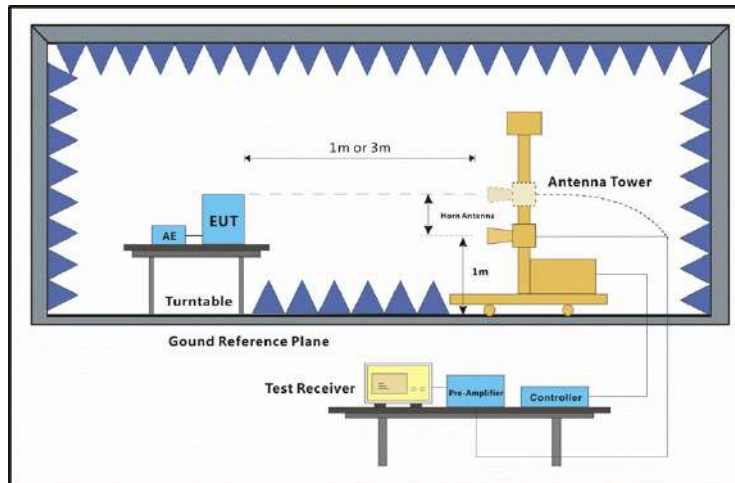 1m or 3m
Antenna Tower
EUT
AE
Horn Antenna
1m
Turntable
Gound Reference Plane
Test Receiver
Pre-Amplifier
Controller